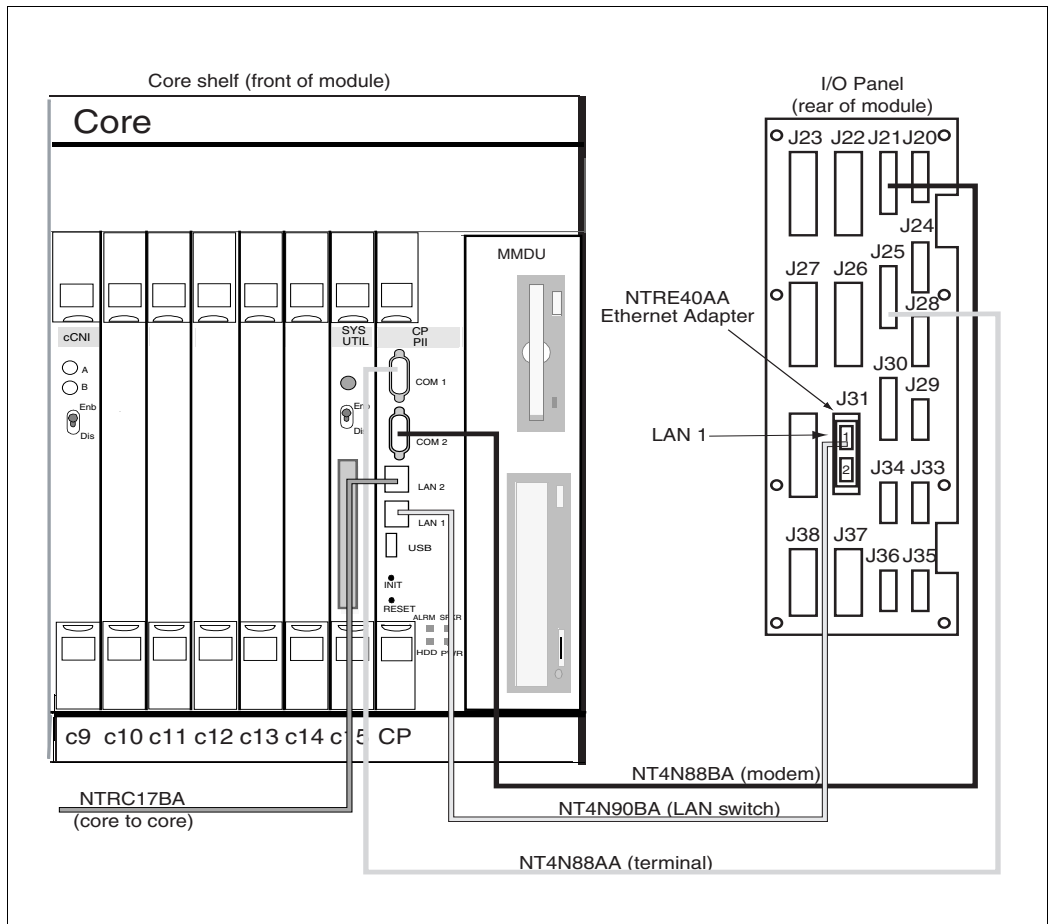 Core shelf (front of module)
I/O Panel
(rear of module)
Core
J23 J22 J21 J20
J24
MMDU
J25
J27 J26
NTRE40AA
Ethernet Adapter
J28
cCNI
SYS
UTIL
CP
PII
A
B
COM 1
Enb
Dis
Enb
Dis
COM 2
J30
J31
J29
LAN 1
1
2
LAN 2
LAN 1
J34 J33
USB
J38 J37
J36 J35
INIT
RESET
ALRM SPKR
HDD PWR
c9 c10 c11 c12 c13 c14 c15 CP
NT4N88BA (modem)
NTRC17BA
(core to core)
NT4N90BA (LAN switch)
NT4N88AA (terminal)